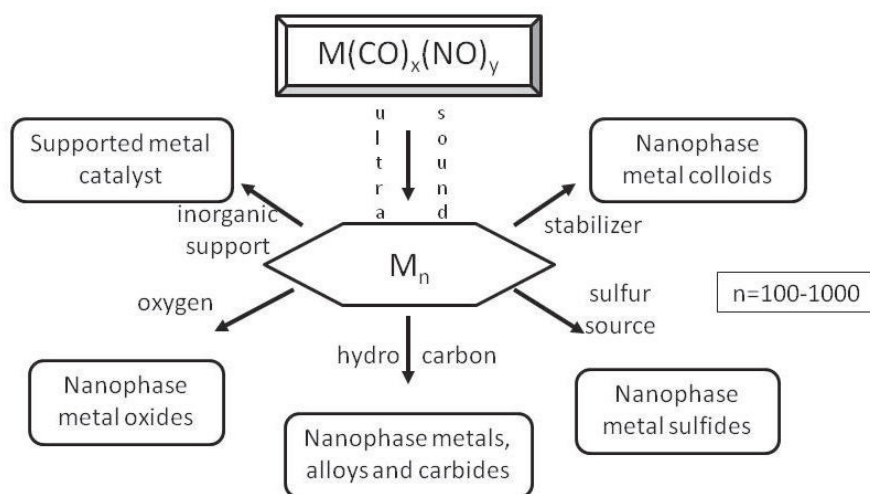 M(CO)ₓ(NO)ᵧ
ultra
sound
Supported metal
catalyst
Nanophase
metal colloids
inorganic
support
stabilizer
Mₙ
oxygen
sulfur
source
n=100-1000
hydro carbon
Nanophase
metal oxides
Nanophase
metal sulfides
Nanophase metals,
alloys and carbides